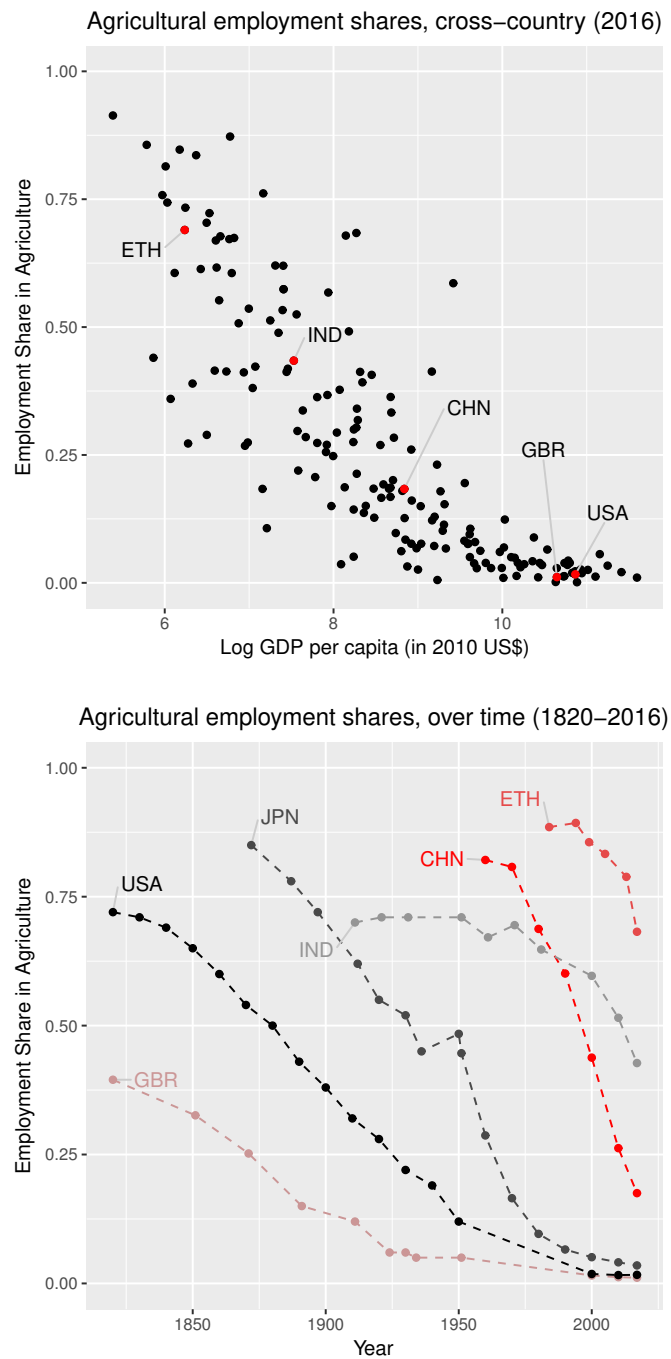 Agricultural employment shares, cross−country (2016)
1.00
0.75
0.50
0.25
0.00
Employment Share in Agriculture
ETH
IND
CHN
GBR
USA
6
8
10
Log GDP per capita (in 2010 US$)
Agricultural employment shares, over time (1820−2016)
1.00
0.75
0.50
0.25
0.00
Employment Share in Agriculture
ETH
JPN
CHN
USA
IND
GBR
1850
1900
1950
2000
Year